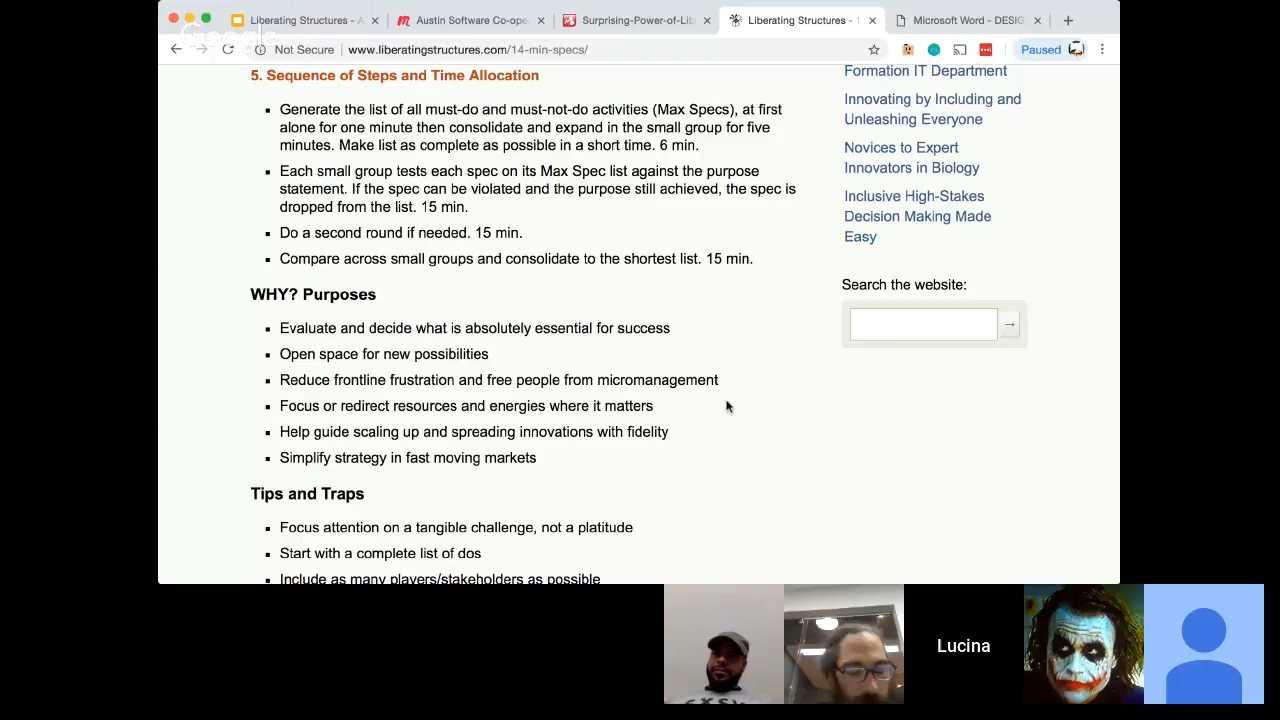 Liberating Structures - A
Austin Software Co-ope
Surprising-Power-of-Lib
Liberating Structures - 1
Microsoft Word - DESIG
Google
Not Secure | www.liberatingstructures.com/14-min-specs/
Paused
5. Sequence of Steps and Time Allocation
Generate the list of all must-do and must-not-do activities (Max Specs), at first
alone for one minute then consolidate and expand in the small group for five
minutes. Make list as complete as possible in a short time. 6 min.
Each small group tests each spec on its Max Spec list against the purpose
statement. If the spec can be violated and the purpose still achieved, the spec is
dropped from the list. 15 min.
Do a second round if needed. 15 min.
Compare across small groups and consolidate to the shortest list. 15 min.
WHY? Purposes
Evaluate and decide what is absolutely essential for success
Open space for new possibilities
Reduce frontline frustration and free people from micromanagement
Focus or redirect resources and energies where it matters
Help guide scaling up and spreading innovations with fidelity
Simplify strategy in fast moving markets
Tips and Traps
Focus attention on a tangible challenge, not a platitude
Start with a complete list of dos
Include as many players/stakeholders as possible
Formation IT Department
Innovating by Including and
Unleashing Everyone
Novices to Expert
Innovators in Biology
Inclusive High-Stakes
Decision Making Made
Easy
Search the website:
Lucina